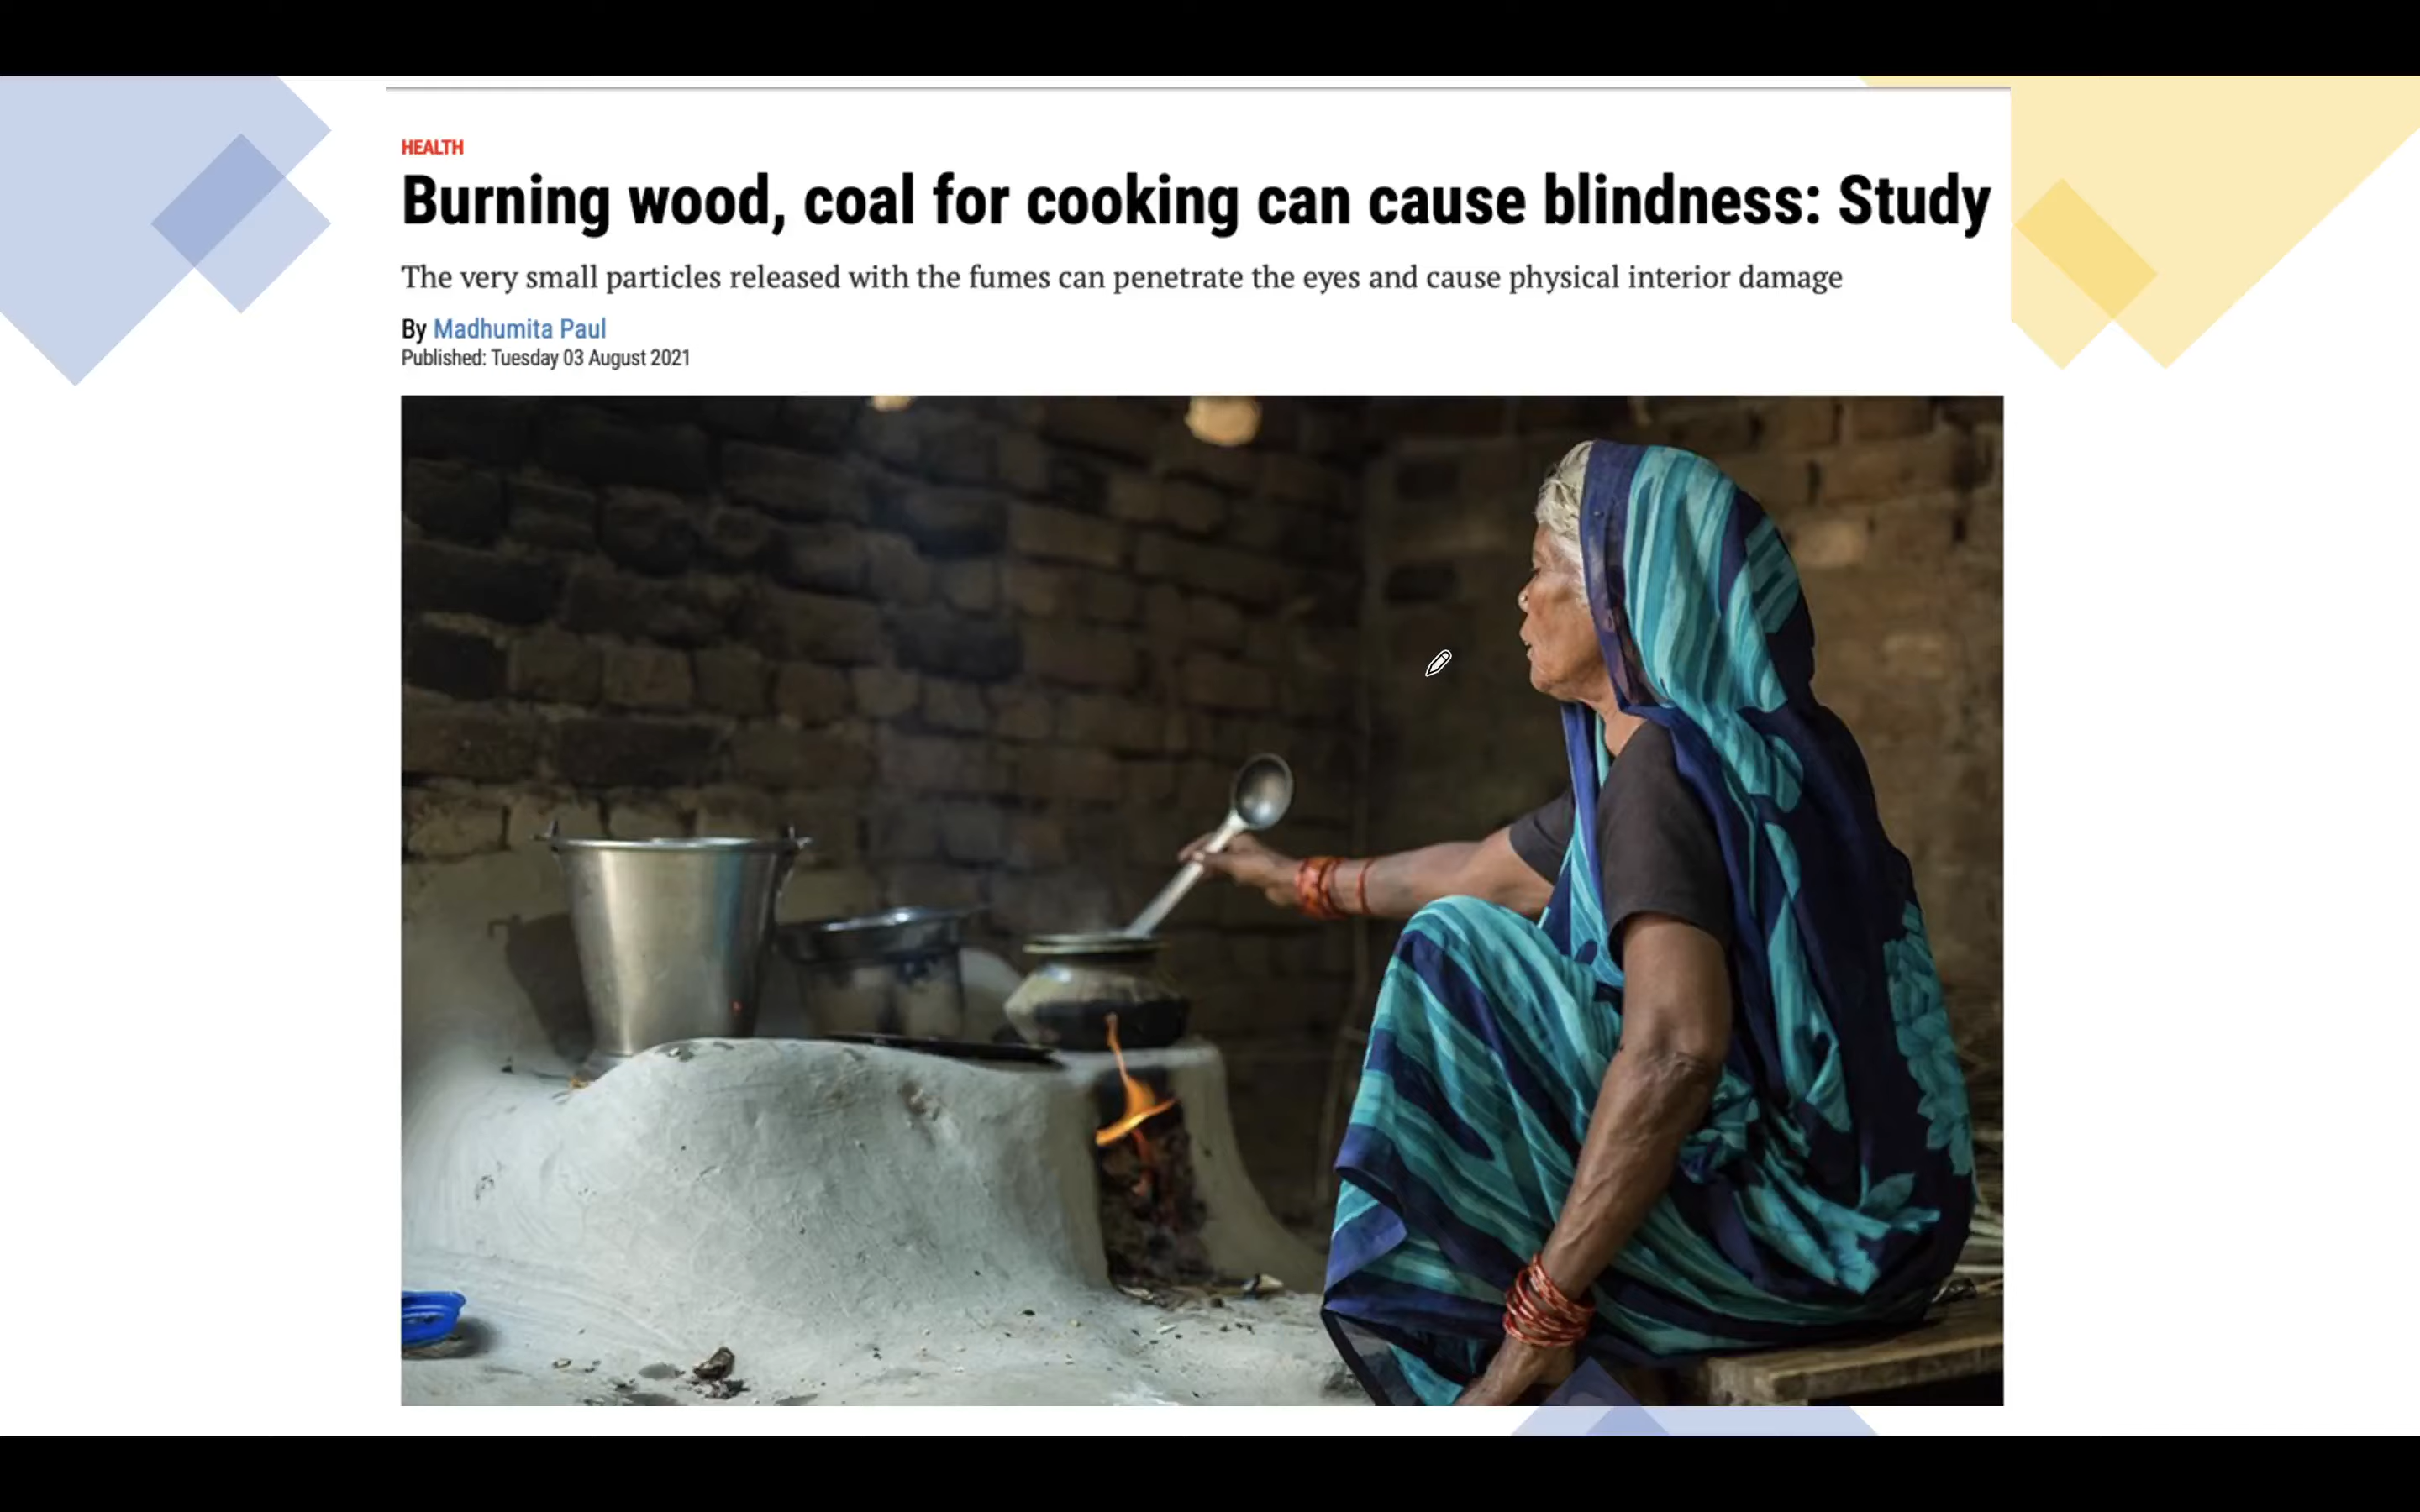 HEALTH
Burning wood, coal for cooking can cause blindness: Study
The very small particles released with the fumes can penetrate the eyes and cause physical interior damage
By Madhumita Paul
Published: Tuesday 03 August 2021